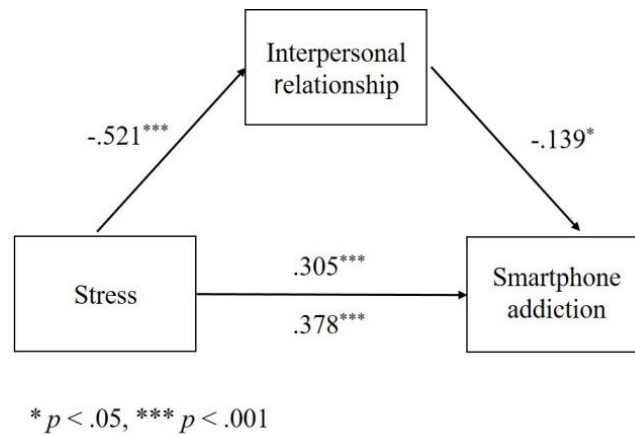 Interpersonal
relationship
-.521***
-.139*
Stress
.305***
.378***
Smartphone
addiction
* p < .05, *** p < .001